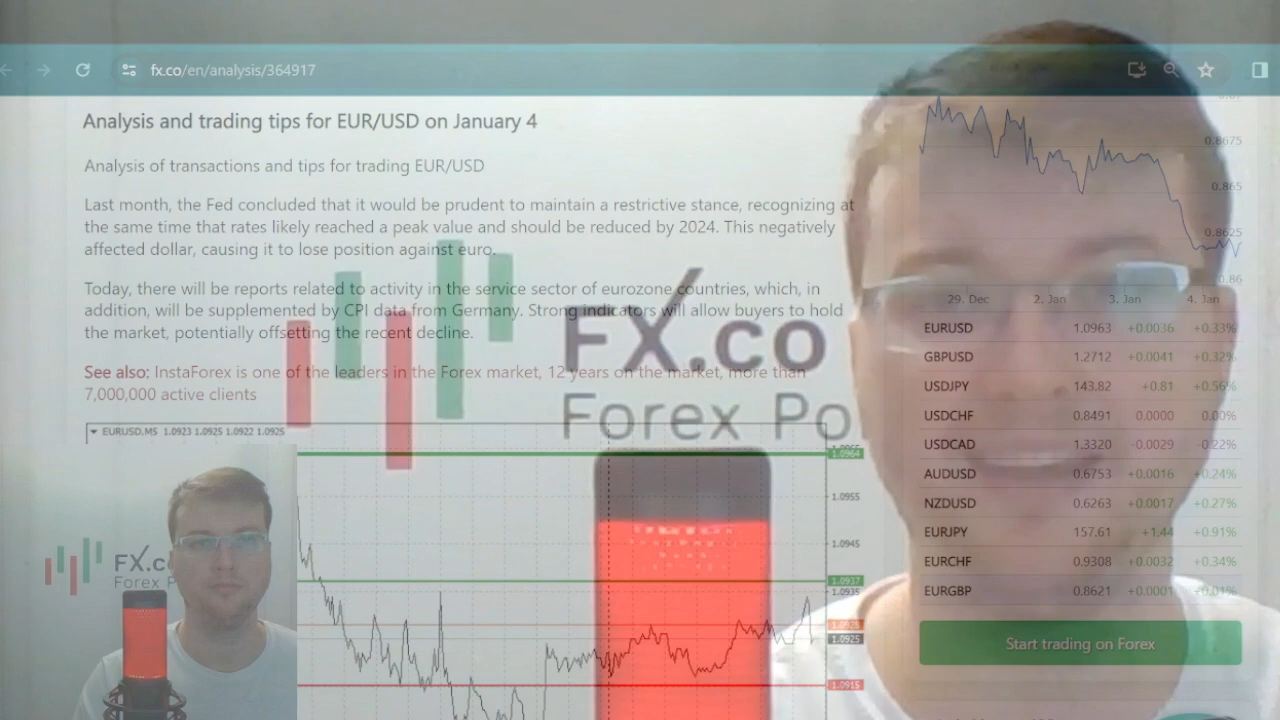 fx.co/en/analysis/364917
Analysis and trading tips for EUR/USD on January 4
Analysis of transactions and tips for trading EUR/USD
Last month, the Fed concluded that it would be prudent to maintain a restrictive stance, recognizing at
the same time that rates likely reached a peak value and should be reduced by 2024. This negatively
affected dollar, causing it to lose position against euro.
Today, there will be reports related to activity in the service sector of eurozone countries, which, in
addition, will be supplemented by CPI data from Germany. Strong indicators will allow buyers to hold
the market, potentially offsetting the recent decline.
See also: InstaForex is one of the leaders in the Forex market, 12 years on the market, more than
7,000,000 active clients
FX.co
Forex Po
EURUSD.M5 1.0923 1.0925 1.0922 1.0925
1.0964
1.0955
1.0945
1.0937
1.0935
1.0925
1.0915
FX.c
Forex P
0.8675
0.865
0.8625
0.86
29. Dec 2. Jan 3. Jan 4. Jan
EURUSD 1.0963 +0.0036 +0.33%
GBPUSD 1.2712 +0.0041 +0.32%
USDJPY 143.82 +0.81 +0.56%
USDCHF 0.8491 0.0000 0.00%
USDCAD 1.3320 -0.0029 -0.22%
AUDUSD 0.6753 +0.0016 +0.24%
NZDUSD 0.6263 +0.0017 +0.27%
EURJPY 157.61 +1.44 +0.91%
EURCHF 0.9308 +0.0032 +0.34%
EURGBP 0.8621 +0.0001 +0.01%
Start trading on Forex